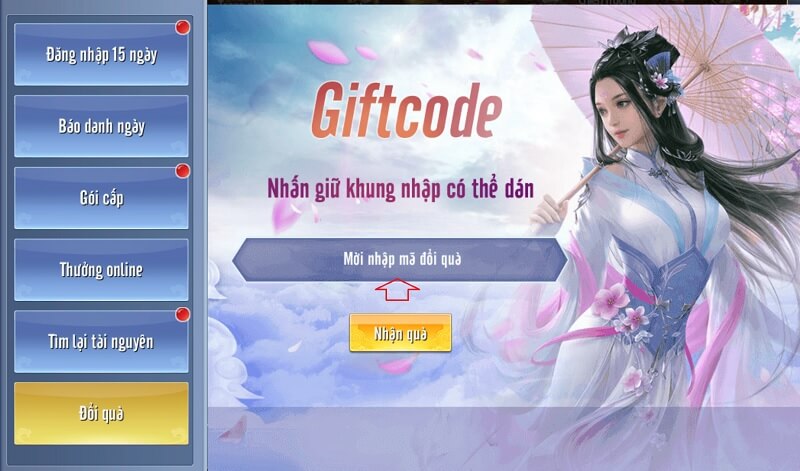 Đăng nhập 15 ngày
Báo danh ngày
Gói cấp
Thưởng online
Tìm lại tài nguyên
Đổi quà
Giftcode
Nhấn giữ khung nhập có thể dán
Mời nhập mã đổi quà
Nhận quà